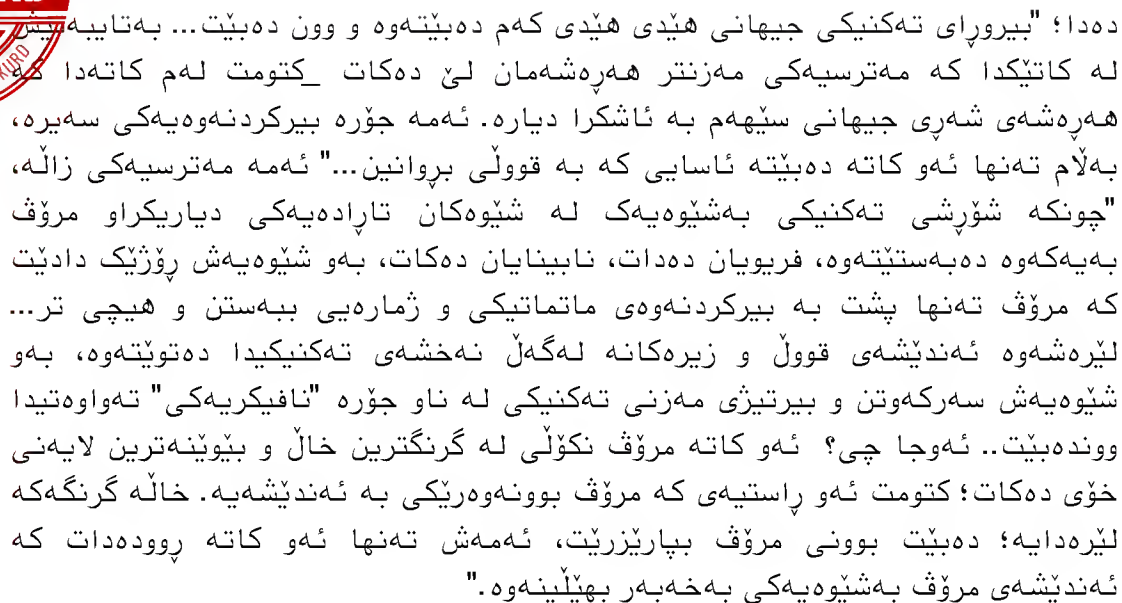 دەدا؛ "بیروڕای تەکنیکی جیهانی هێدی هێدی کەم دەبێتەوە و وون دەبێت... بەتایبەتیش
لە کاتێکدا کە مەترسیەکی مەزنتر هەڕەشەمان لێ دەکات _کتومت لەم کاتەدا کە
هەڕەشەی شەڕی جیهانی سێهەم بە ئاشکرا دیارە. ئەمە جۆرە بیرکردنەوەیەکی سەیرە،
بەڵام تەنها ئەو کاتە دەبێتە ئاسایی کە بە قووڵی بڕوانین..." ئەمە مەترسیەکی زاڵە،
"چونکە شۆڕشی تەکنیکی بەشێوەیەک لە شێوەکان تاڕادەیەکی دیاریکراو مرۆڤ
بەیەکەوە دەبەستێتەوە، فریویان دەدات، نابینایان دەکات، بەو شێوەیەش ڕۆژێک دادێت
کە مرۆڤ تەنها پشت بە بیرکردنەوەی ماتماتیکی و ژمارەیی ببەستن و هیچی تر...
لێرەشەوە ئەندێشەی قووڵ و زیرەکانە لەگەڵ نەخشەی تەکنیکیدا دەتوێتەوە، بەو
شێوەیەش سەرکەوتن و بیرتیژی مەزنی تەکنیکی لە ناو جۆرە "نافیکریەکی" تەواوەتیدا
ووندەبێت.. ئەوجا چی؟ ئەو کاتە مرۆڤ نکۆڵی لە گرنگترین خاڵ و بێوێنەترین لایەنی
خۆی دەکات؛ کتومت ئەو ڕاستیەی کە مرۆڤ بوونەوەرێکی بە ئەندێشەیە. خاڵە گرنگەکە
لێرەدایە؛ دەبێت بوونی مرۆڤ بپارێزرێت، ئەمەش تەنها ئەو کاتە ڕوودەدات کە
ئەندێشەی مرۆڤ بەشێوەیەکی بەخەبەر بهێڵینەوە."
KURD